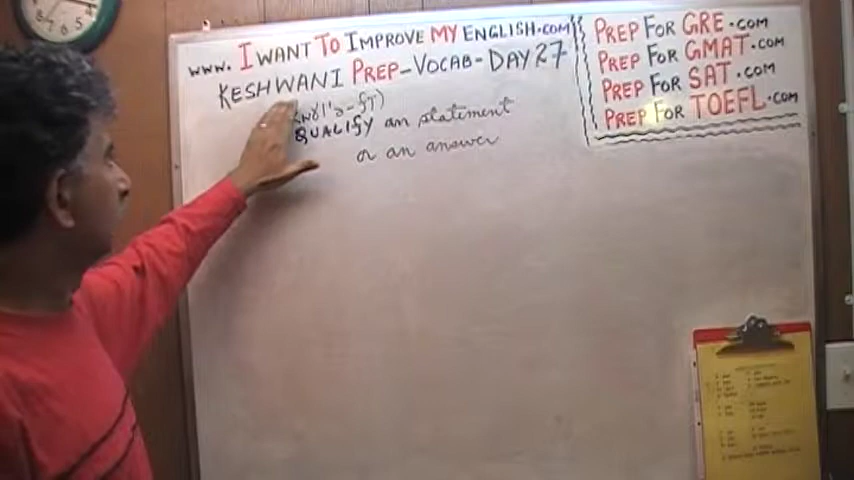 www. I WANT TO IMPROVE MY ENGLISH.COM
KESHWANI PREP-VOCAB-DAY 27
QUALIFY an statement
or an answer
PREP FOR GRE.COM
PREP FOR GMAT.COM
PREP FOR SAT.COM
PREP FOR TOEFL.COM